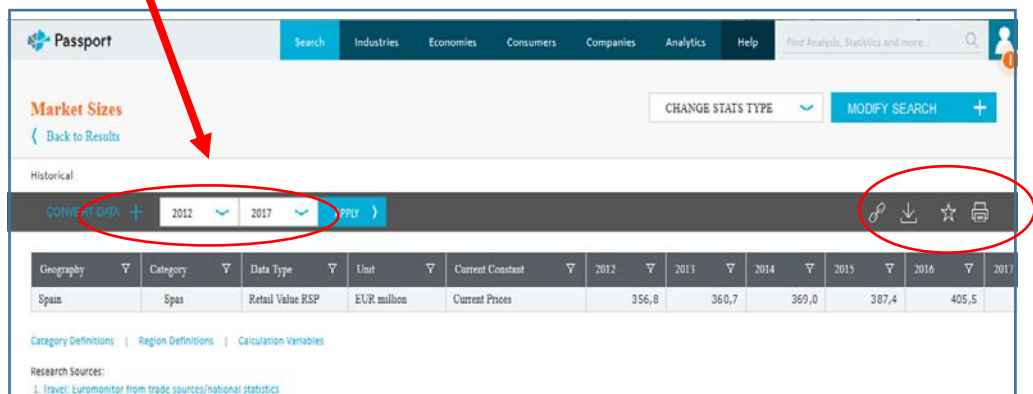 Passport Search Industries Economies Consumers Companies Analytics Help Find Analysis, Statistics and more...
Market Sizes CHANGE STATS TYPE MODIFY SEARCH +
Back to Results
Historical
CONVERT DATA + 2012 2017 APPLY
Geography Category Data Type Unit Current Constant 2012 2013 2014 2015 2016 2017
Spain Spas Retail Value RSP EUR million Current Prices 356,8 360,7 369,0 387,4 405,5
Category Definitions | Region Definitions | Calculation Variables
Research Sources:
1. Travel: Euromonitor from trade sources/national statistics